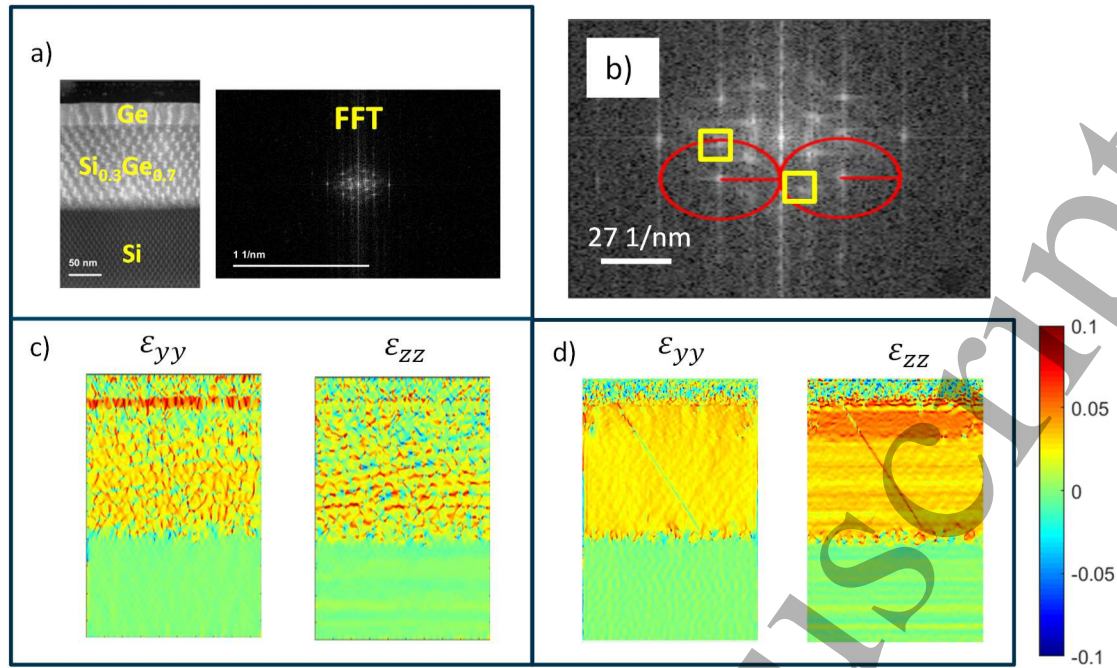 a)
Ge
Si0.3Ge0.7
Si
50 nm
FFT
1 1/nm
b)
27 1/nm
c)
εyy
εzz
d)
εyy
εzz
0.1
0.05
0
-0.05
-0.1
uscript